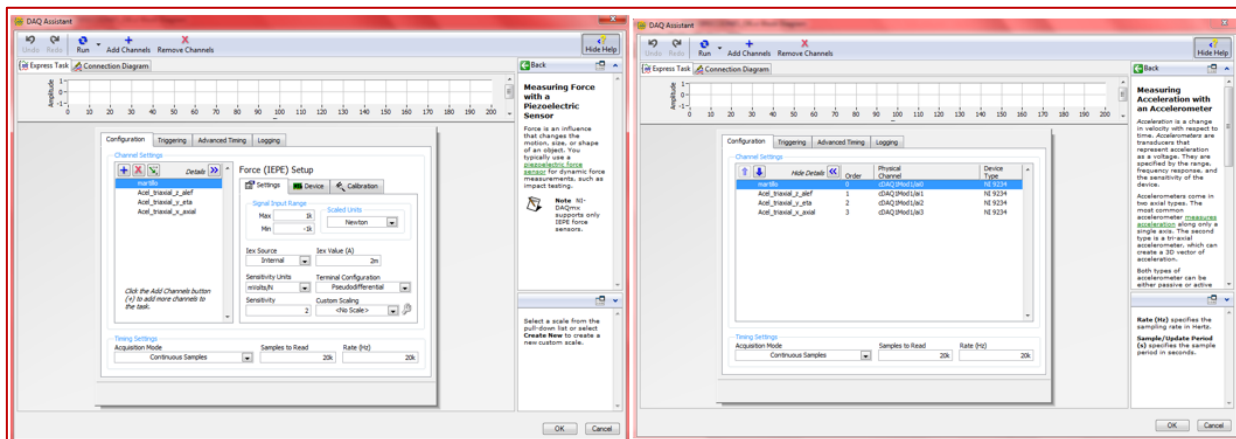 DAQ Assistant
Undo Redo Run Add Channels Remove Channels Hide Help
Express Task Connection Diagram
Amplitude
1
0
-1
0 10 20 30 40 50 60 70 80 90 100 110 120 130 140 150 160 170 180 190 200
Configuration Triggering Advanced Timing Logging
Channel Settings
Details
martillo
Acel_triaxial_z_alef
Acel_triaxial_y_eta
Acel_triaxial_x_axial
Click the Add Channels button
(+) to add more channels to
the task.
Force (IEPE) Setup
Settings Device Calibration
Signal Input Range
Max 1k
Min -1k
Scaled Units
Newton
Iex Source Iex Value (A)
Internal 2m
Sensitivity Units Terminal Configuration
mVolts/N Pseudodifferential
Sensitivity Custom Scaling
2 <No Scale>
Timing Settings
Acquisition Mode Samples to Read Rate (Hz)
Continuous Samples 20k 20k
Back
Measuring Force
with a
Piezoelectric
Sensor
Force is an influence
that changes the
motion, size, or shape
of an object. You
typically use a
piezoelectric force
sensor for dynamic force
measurements, such as
impact testing.
Note NI-
DAQmx
supports only
IEPE force
sensors.
Select a scale from the
pull-down list or select
Create New to create a
new custom scale.
OK Cancel
DAQ Assistant
Undo Redo Run Add Channels Remove Channels Hide Help
Express Task Connection Diagram
Amplitude
1
0
-1
0 10 20 30 40 50 60 70 80 90 100 110 120 130 140 150 160 170 180 190 200
Configuration Triggering Advanced Timing Logging
Channel Settings
Hide Details Order Physical Channel Device Type
martillo 0 cDAQ1Mod1/ai0 NI 9234
Acel_triaxial_z_alef 1 cDAQ1Mod1/ai1 NI 9234
Acel_triaxial_y_eta 2 cDAQ1Mod1/ai2 NI 9234
Acel_triaxial_x_axial 3 cDAQ1Mod1/ai3 NI 9234
Timing Settings
Acquisition Mode Samples to Read Rate (Hz)
Continuous Samples 20k 20k
Back
Measuring
Acceleration with
an Accelerometer
Acceleration is a change
in velocity with respect to
time. Accelerometers are
transducers that
represent acceleration
as a voltage. They are
specified by the range,
frequency response, and
the sensitivity of the
device.
Accelerometers come in
two axial types. The
most common
accelerometer measures
acceleration along only a
single axis. The second
type is a tri-axial
accelerometer, which can
create a 3D vector of
acceleration.
Both types of
accelerometer can be
either passive or active
Rate (Hz) specifies the
sampling rate in Hertz.
Sample/Update Period
(s) specifies the sample
period in seconds.
OK Cancel